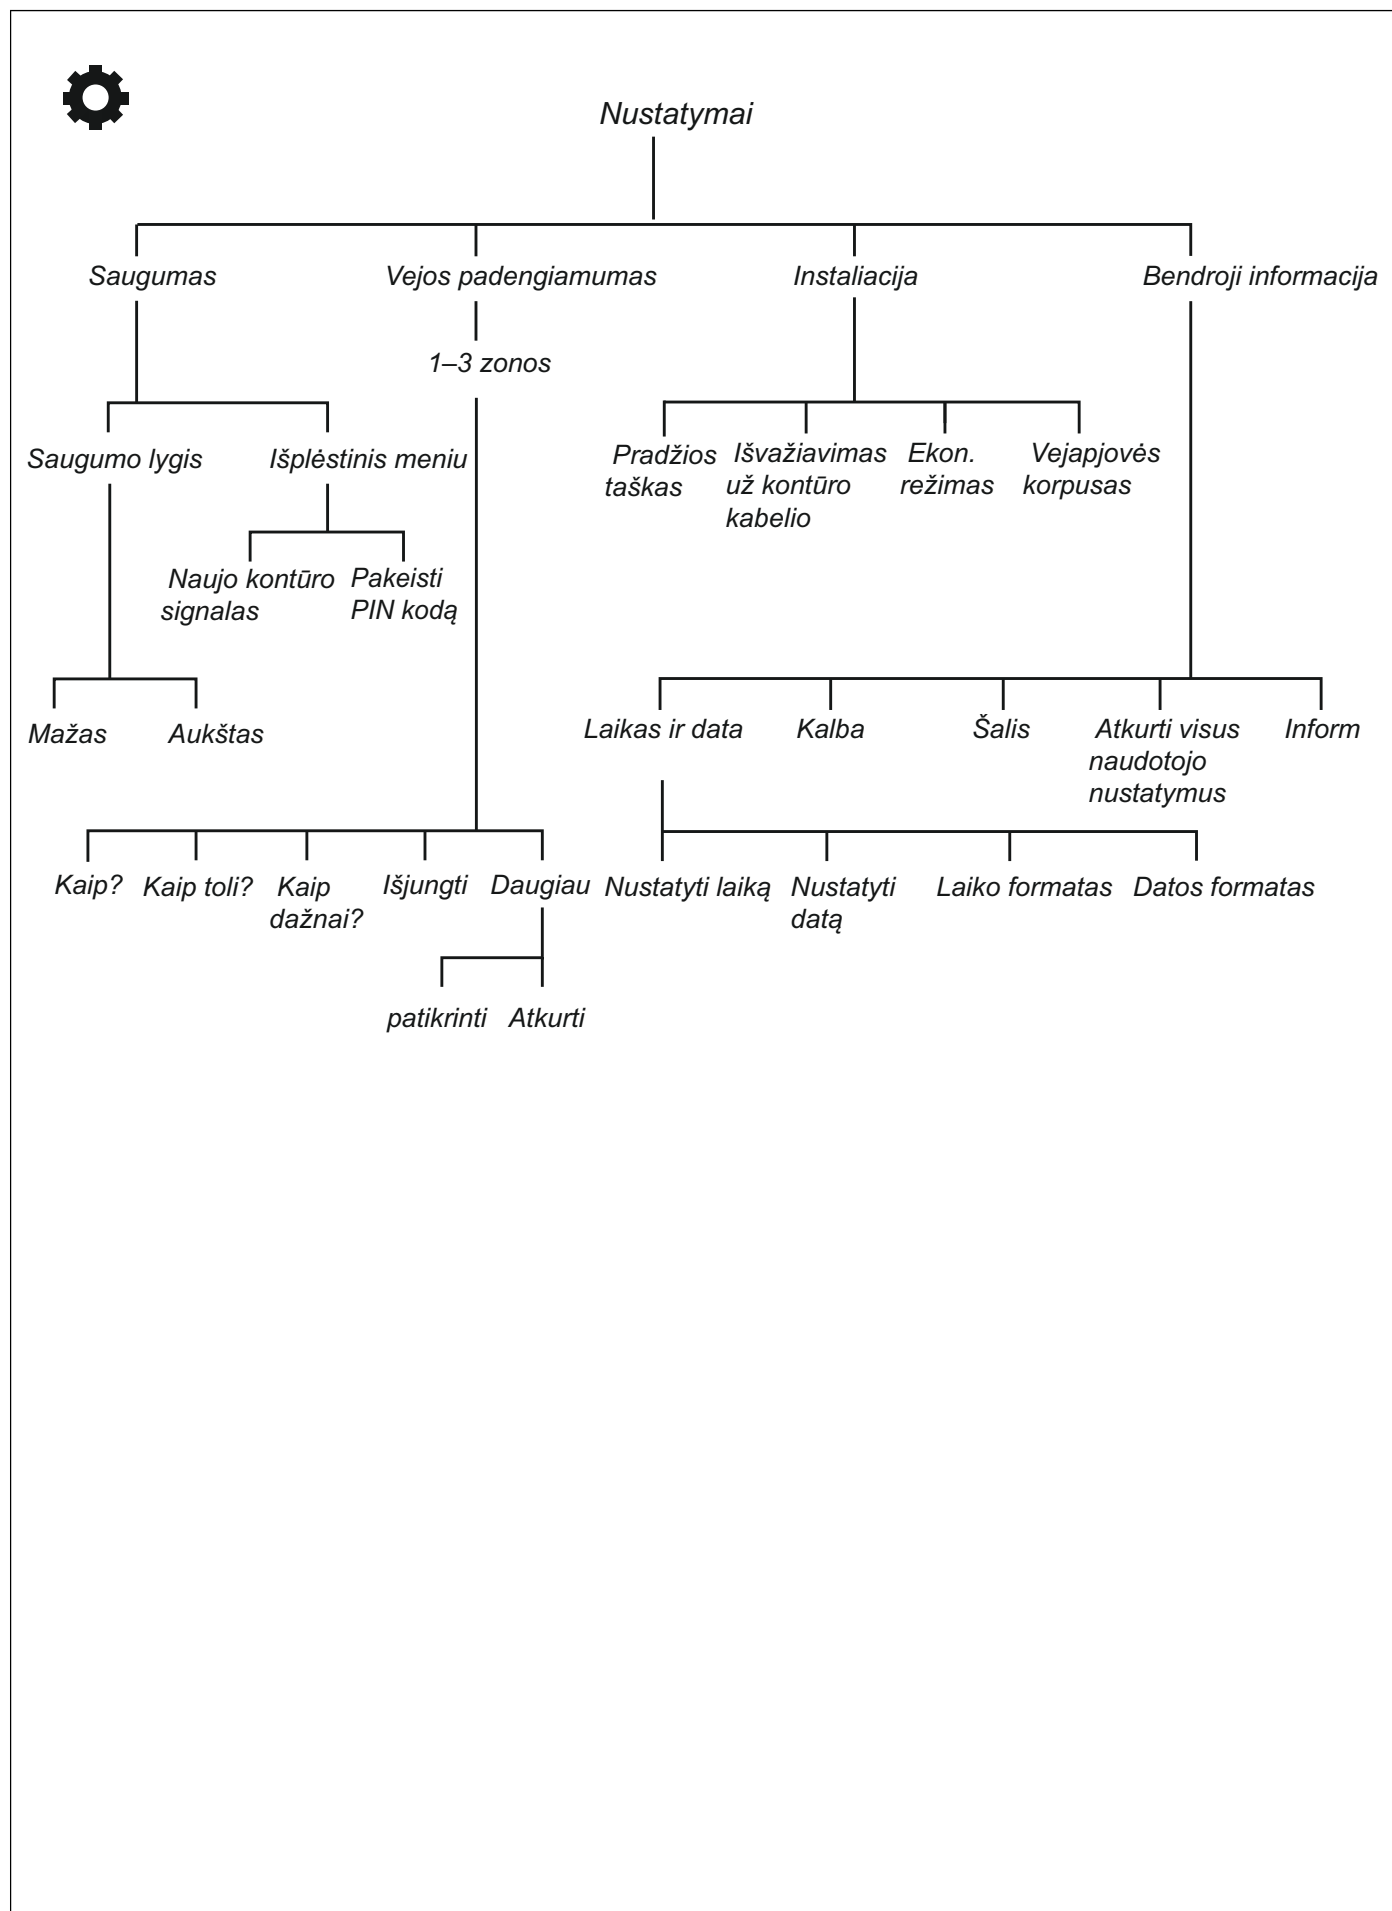 Nustatymai
Saugumas
Vejos padengiamumas
Instaliacija
Bendroji informacija
1–3 zonos
Saugumo lygis
Išplėstinis meniu
Pradžios
taškas
Išvažiavimas
už kontūro
kabelio
Ekon.
režimas
Vejapjovės
korpusas
Naujo kontūro
signalas
Pakeisti
PIN kodą
Mažas
Aukštas
Laikas ir data
Kalba
Šalis
Atkurti visus
naudotojo
nustatymus
Inform
Kaip?
Kaip toli?
Kaip
dažnai?
Išjungti
Daugiau
Nustatyti laiką
Nustatyti
datą
Laiko formatas
Datos formatas
patikrinti
Atkurti